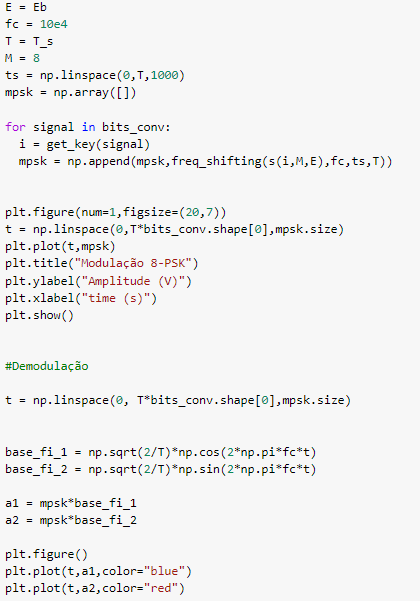 E = Eb
fc = 10e4
T = T_s
M = 8
ts = np.linspace(0,T,1000)
mpsk = np.array([])
for signal in bits_conv:
  i = get_key(signal)
  mpsk = np.append(mpsk,freq_shifting(s(i,M,E),fc,ts,T))
plt.figure(num=1,figsize=(20,7))
t = np.linspace(0,T*bits_conv.shape[0],mpsk.size)
plt.plot(t,mpsk)
plt.title("Modulação 8-PSK")
plt.ylabel("Amplitude (V)")
plt.xlabel("time (s)")
plt.show()
#Demodulação
t = np.linspace(0, T*bits_conv.shape[0],mpsk.size)
base_fi_1 = np.sqrt(2/T)*np.cos(2*np.pi*fc*t)
base_fi_2 = np.sqrt(2/T)*np.sin(2*np.pi*fc*t)
a1 = mpsk*base_fi_1
a2 = mpsk*base_fi_2
plt.figure()
plt.plot(t,a1,color="blue")
plt.plot(t,a2,color="red")